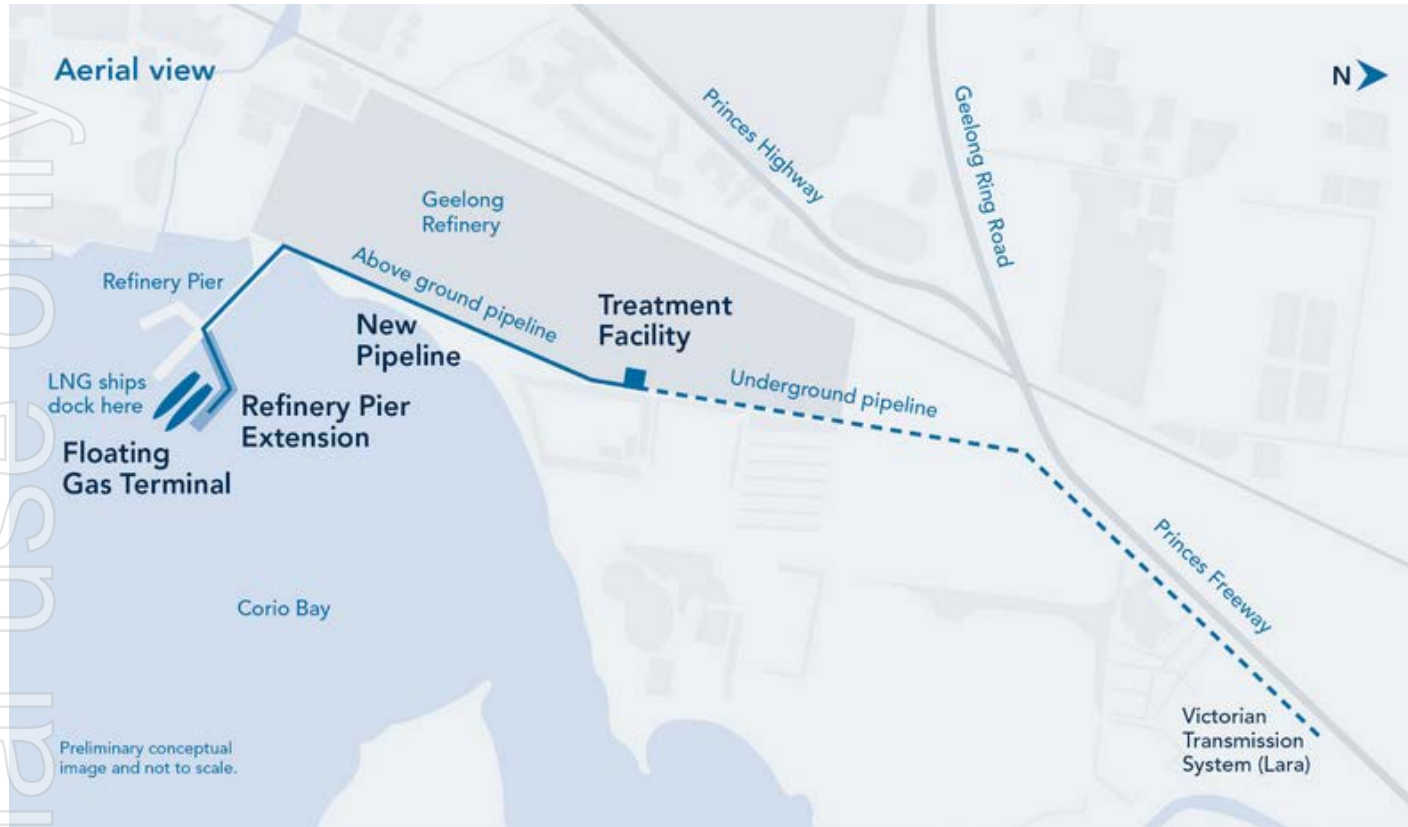 Aerial view
N
Princes Highway
Geelong Ring Road
Geelong
Refinery
Refinery Pier
Above ground pipeline
New
Pipeline
Treatment
Facility
LNG ships
dock here
Refinery Pier
Extension
Underground pipeline
Floating
Gas Terminal
Princes Freeway
Corio Bay
Victorian
Transmission
System (Lara)
Preliminary conceptual
image and not to scale.
use only